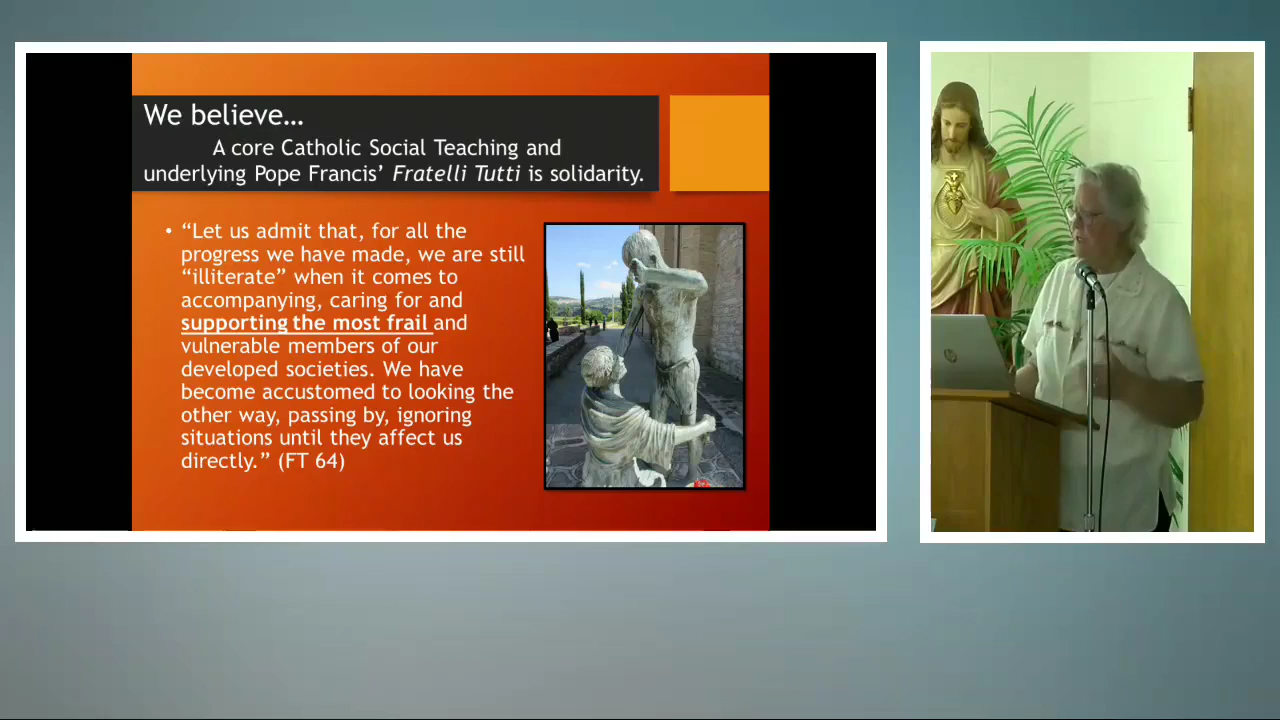 We believe…
A core Catholic Social Teaching and
underlying Pope Francis’ Fratelli Tutti is solidarity.
• “Let us admit that, for all the
progress we have made, we are still
“illiterate” when it comes to
accompanying, caring for and
supporting the most frail and
vulnerable members of our
developed societies. We have
become accustomed to looking the
other way, passing by, ignoring
situations until they affect us
directly.” (FT 64)